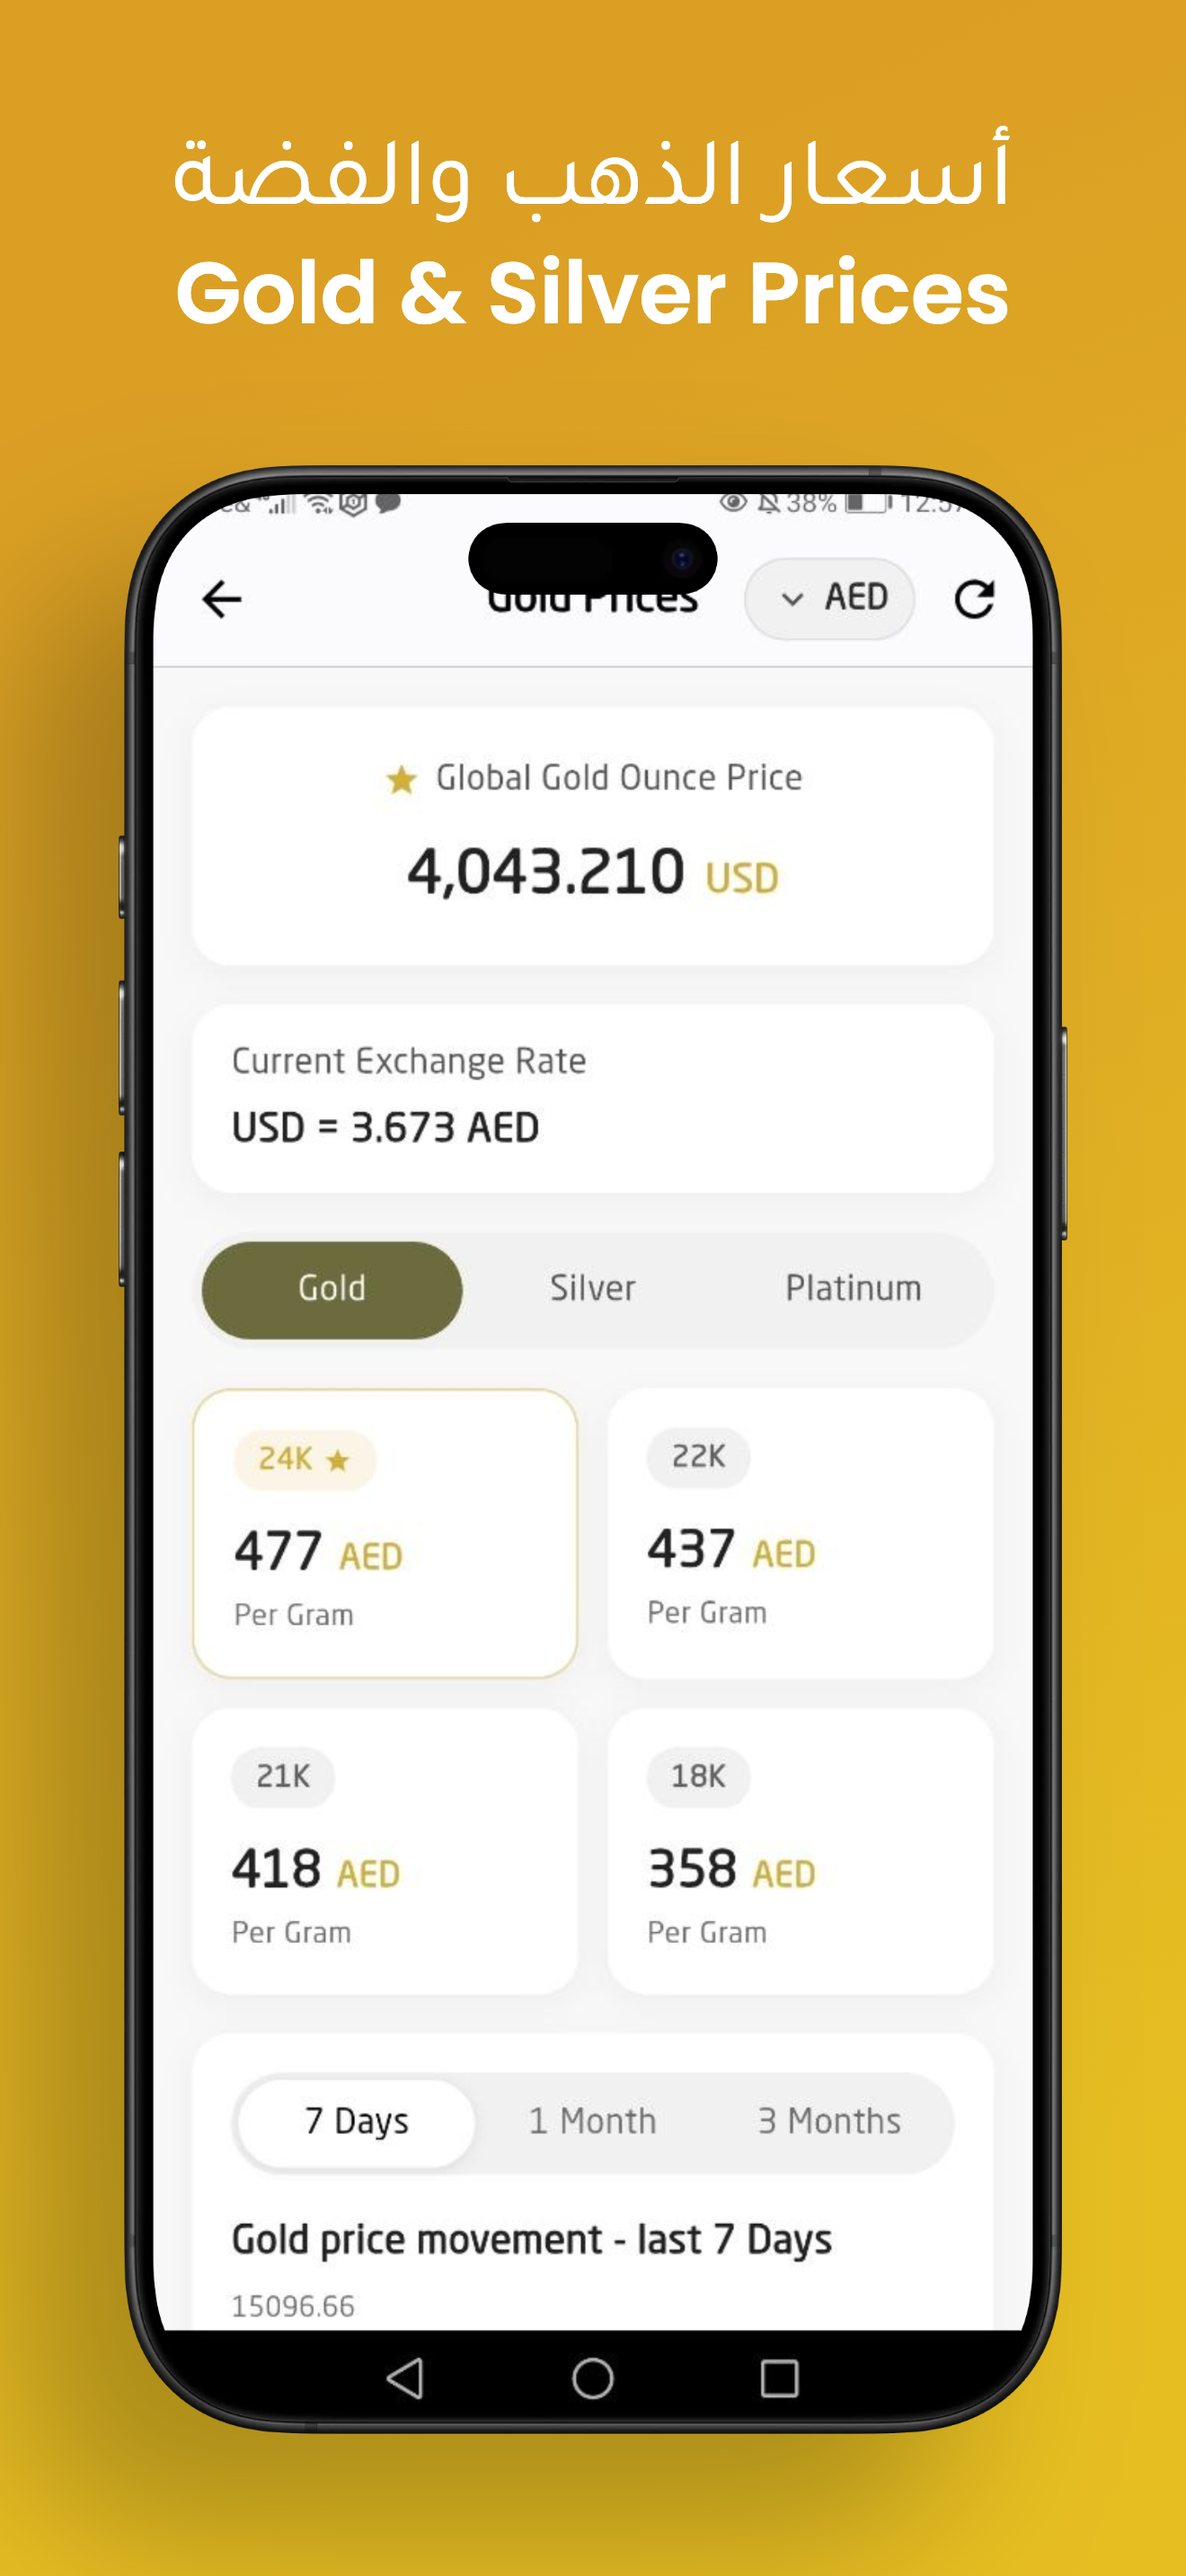 أسعار الذهب والفضة
Gold & Silver Prices
38%
Gold Prices
AED
Global Gold Ounce Price
4,043.210 USD
Current Exchange Rate
USD = 3.673 AED
Gold Silver Platinum
24K 22K
477 AED 437 AED
Per Gram Per Gram
21K 18K
418 AED 358 AED
Per Gram Per Gram
7 Days 1 Month 3 Months
Gold price movement - last 7 Days
15096.66